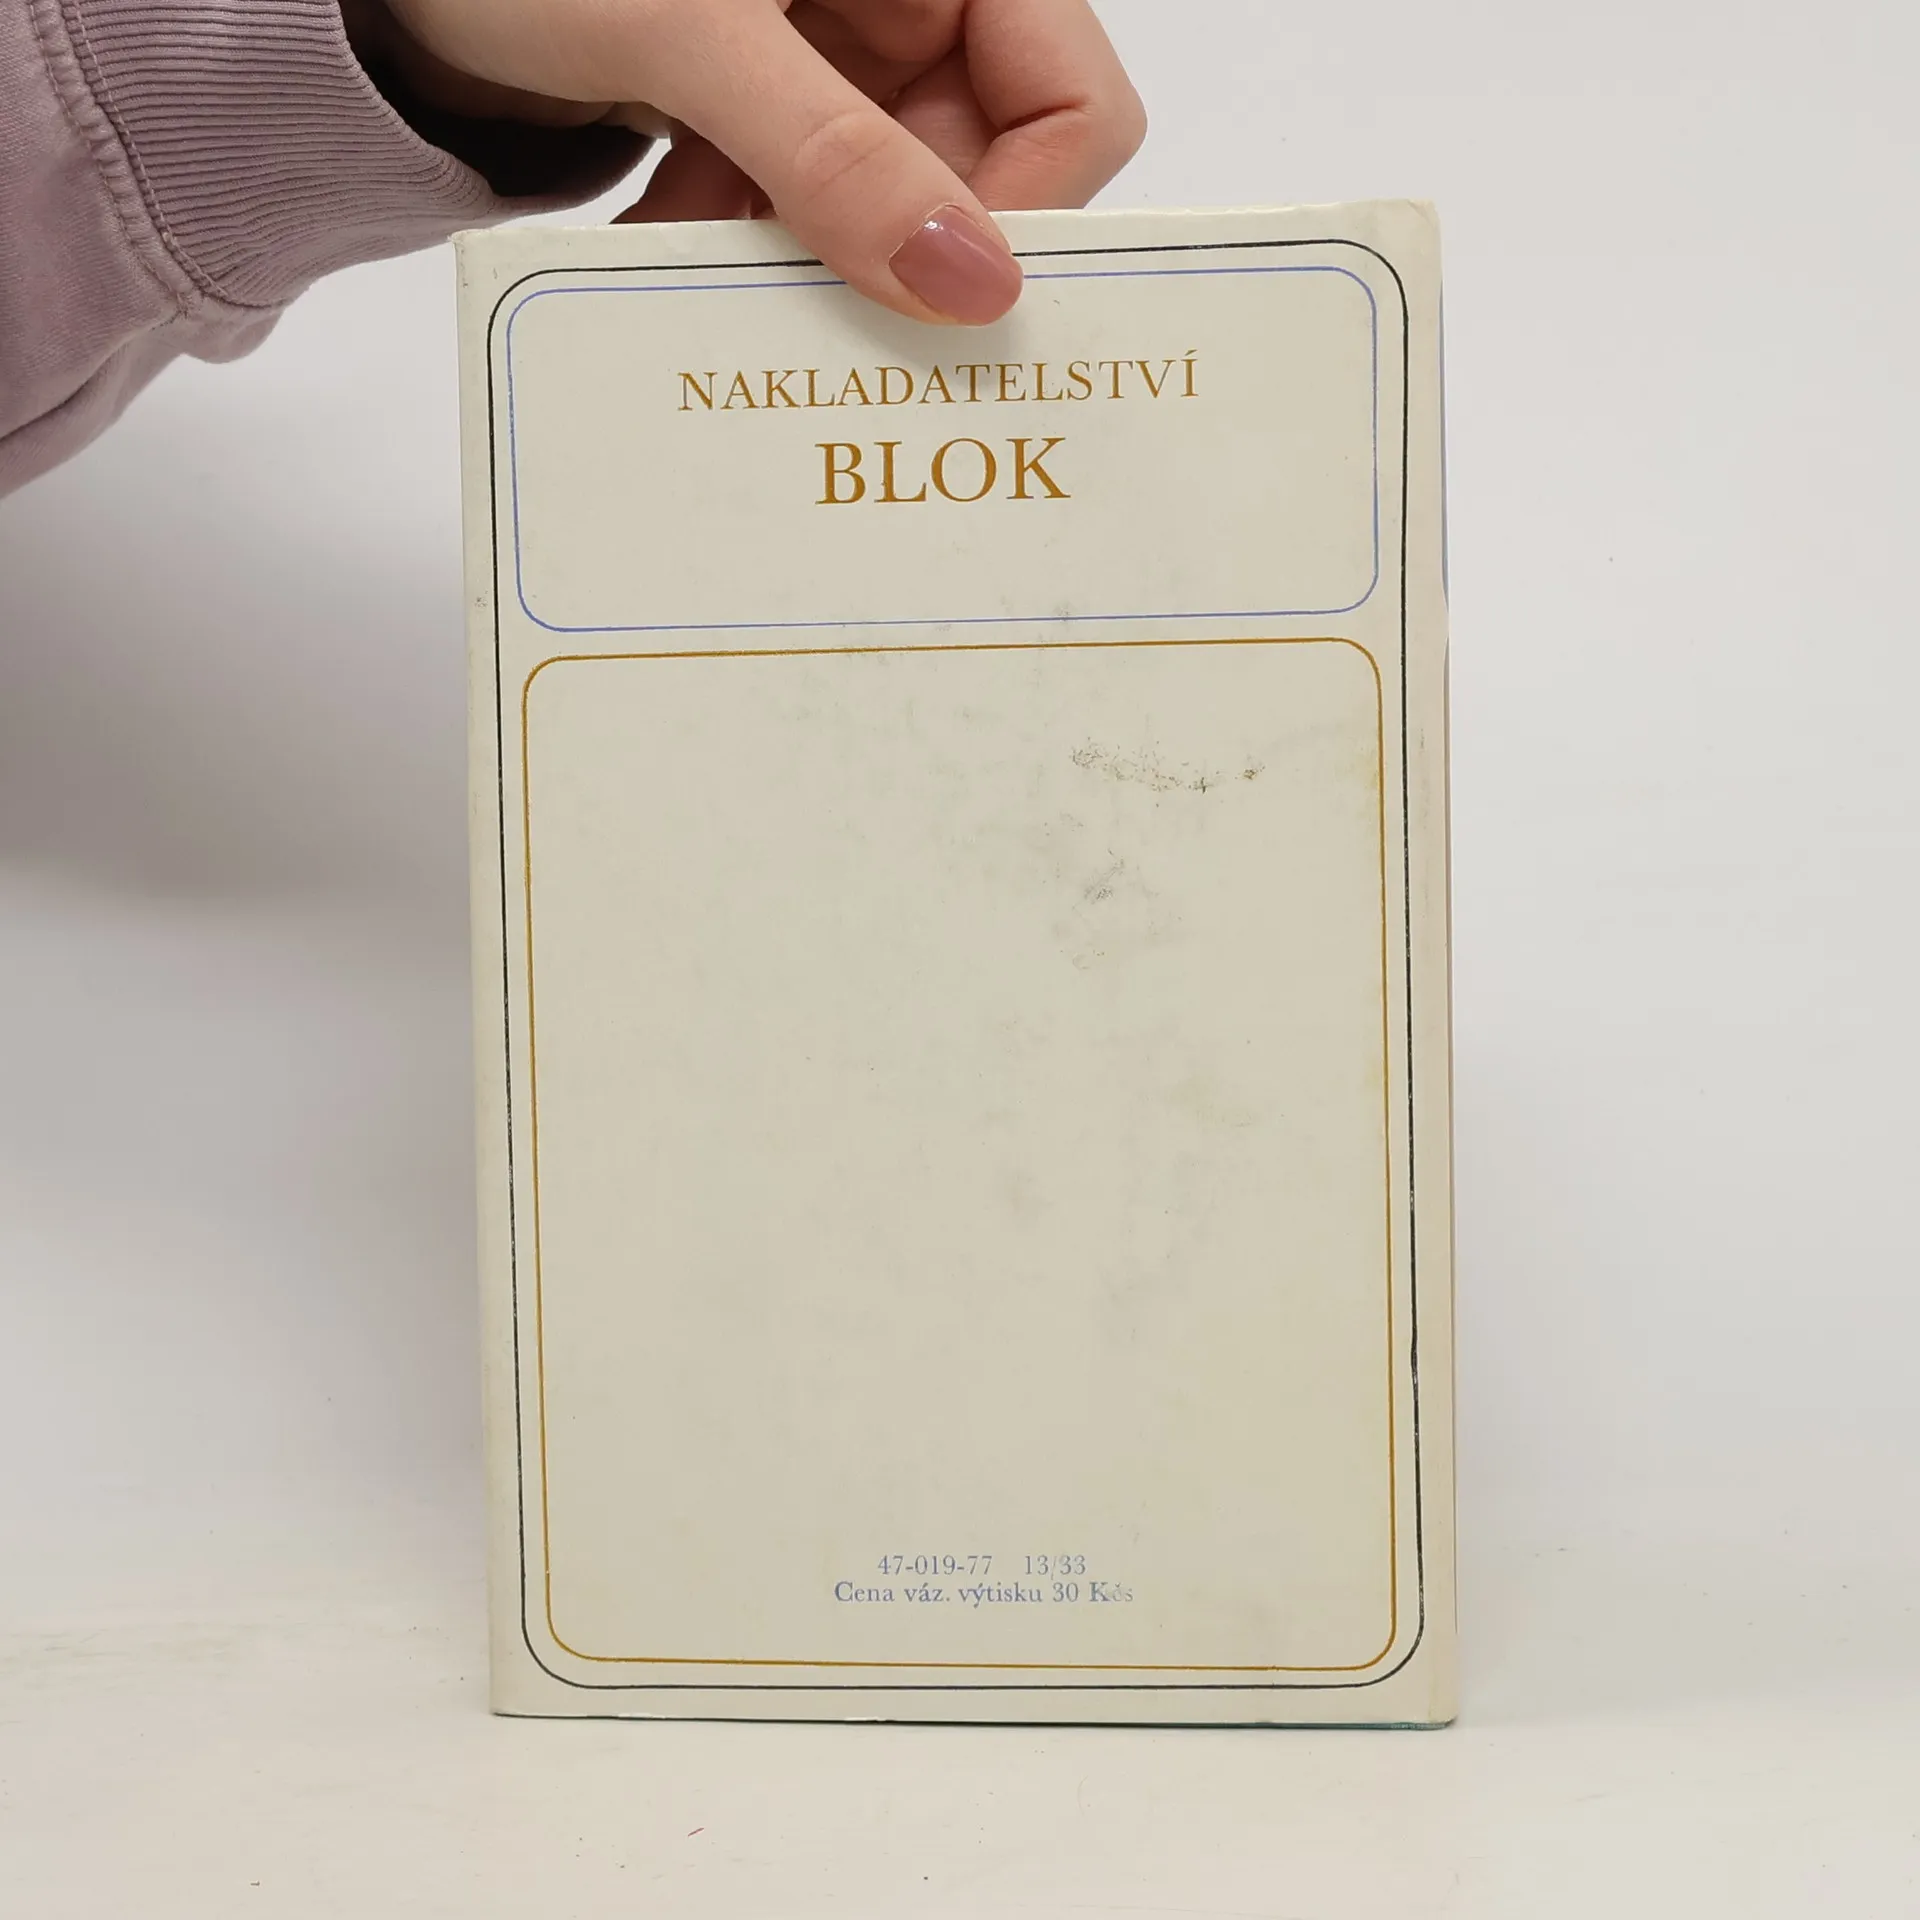 NAKLADATELSTVÍ
BLOK
47-019-77 13/33
Cena váz. výtisku 30 Kčs